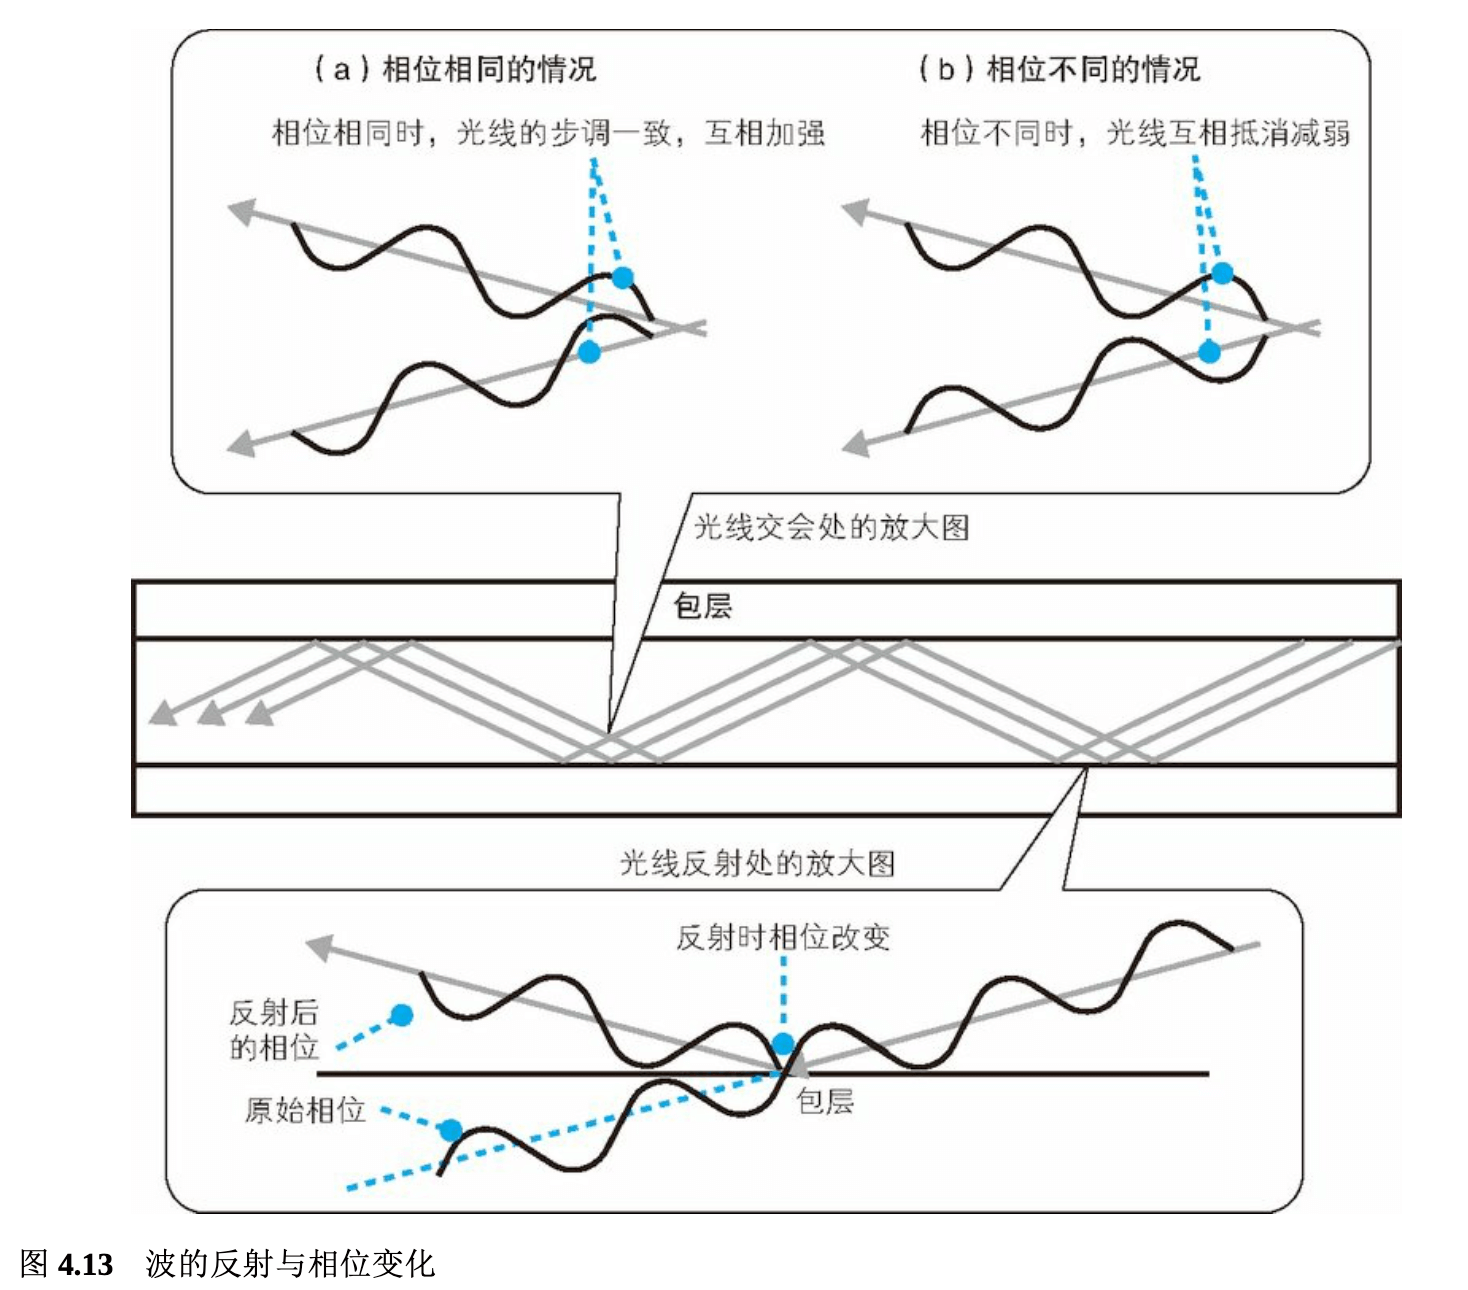 （a）相位相同的情况
（b）相位不同的情况
相位相同时，光线的步调一致，互相加强
相位不同时，光线互相抵消减弱
光线交会处的放大图
包层
光线反射处的放大图
反射时相位改变
反射后
的相位
原始相位
包层
图 4.13 波的反射与相位变化